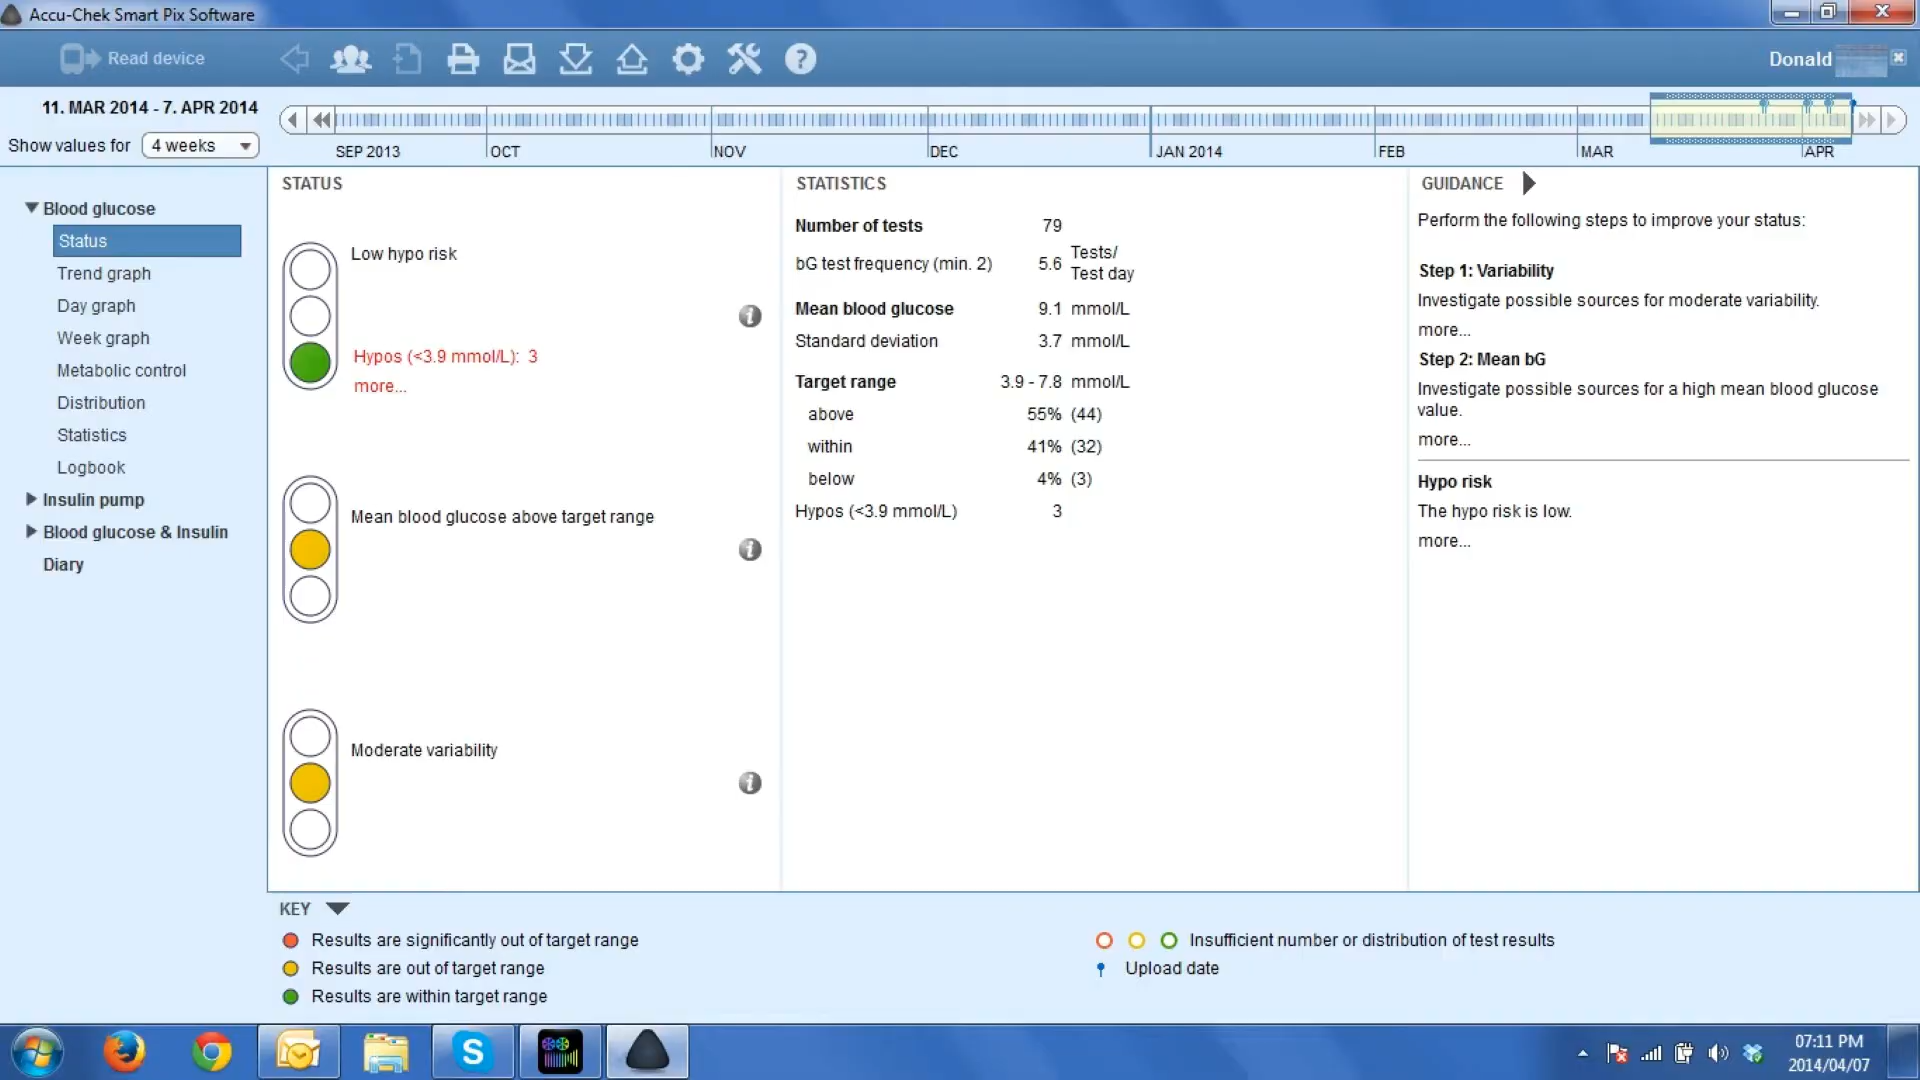 Accu-Chek Smart Pix Software
Read device
Donald
11. MAR 2014 - 7. APR 2014
Show values for 4 weeks
SEP 2013 OCT NOV DEC JAN 2014 FEB MAR APR
Blood glucose
Status
Trend graph
Day graph
Week graph
Metabolic control
Distribution
Statistics
Logbook
Insulin pump
Blood glucose & Insulin
Diary
STATUS
Low hypo risk
Hypos (<3.9 mmol/L): 3
more...
Mean blood glucose above target range
Moderate variability
STATISTICS
Number of tests 79
bG test frequency (min. 2) 5.6 Tests/
Test day
Mean blood glucose 9.1 mmol/L
Standard deviation 3.7 mmol/L
Target range 3.9 - 7.8 mmol/L
above 55% (44)
within 41% (32)
below 4% (3)
Hypos (<3.9 mmol/L) 3
GUIDANCE
Perform the following steps to improve your status:
Step 1: Variability
Investigate possible sources for moderate variability.
more...
Step 2: Mean bG
Investigate possible sources for a high mean blood glucose
value.
more...
Hypo risk
The hypo risk is low.
more...
KEY
Results are significantly out of target range
Results are out of target range
Results are within target range
Insufficient number or distribution of test results
Upload date
07:11 PM
2014/04/07